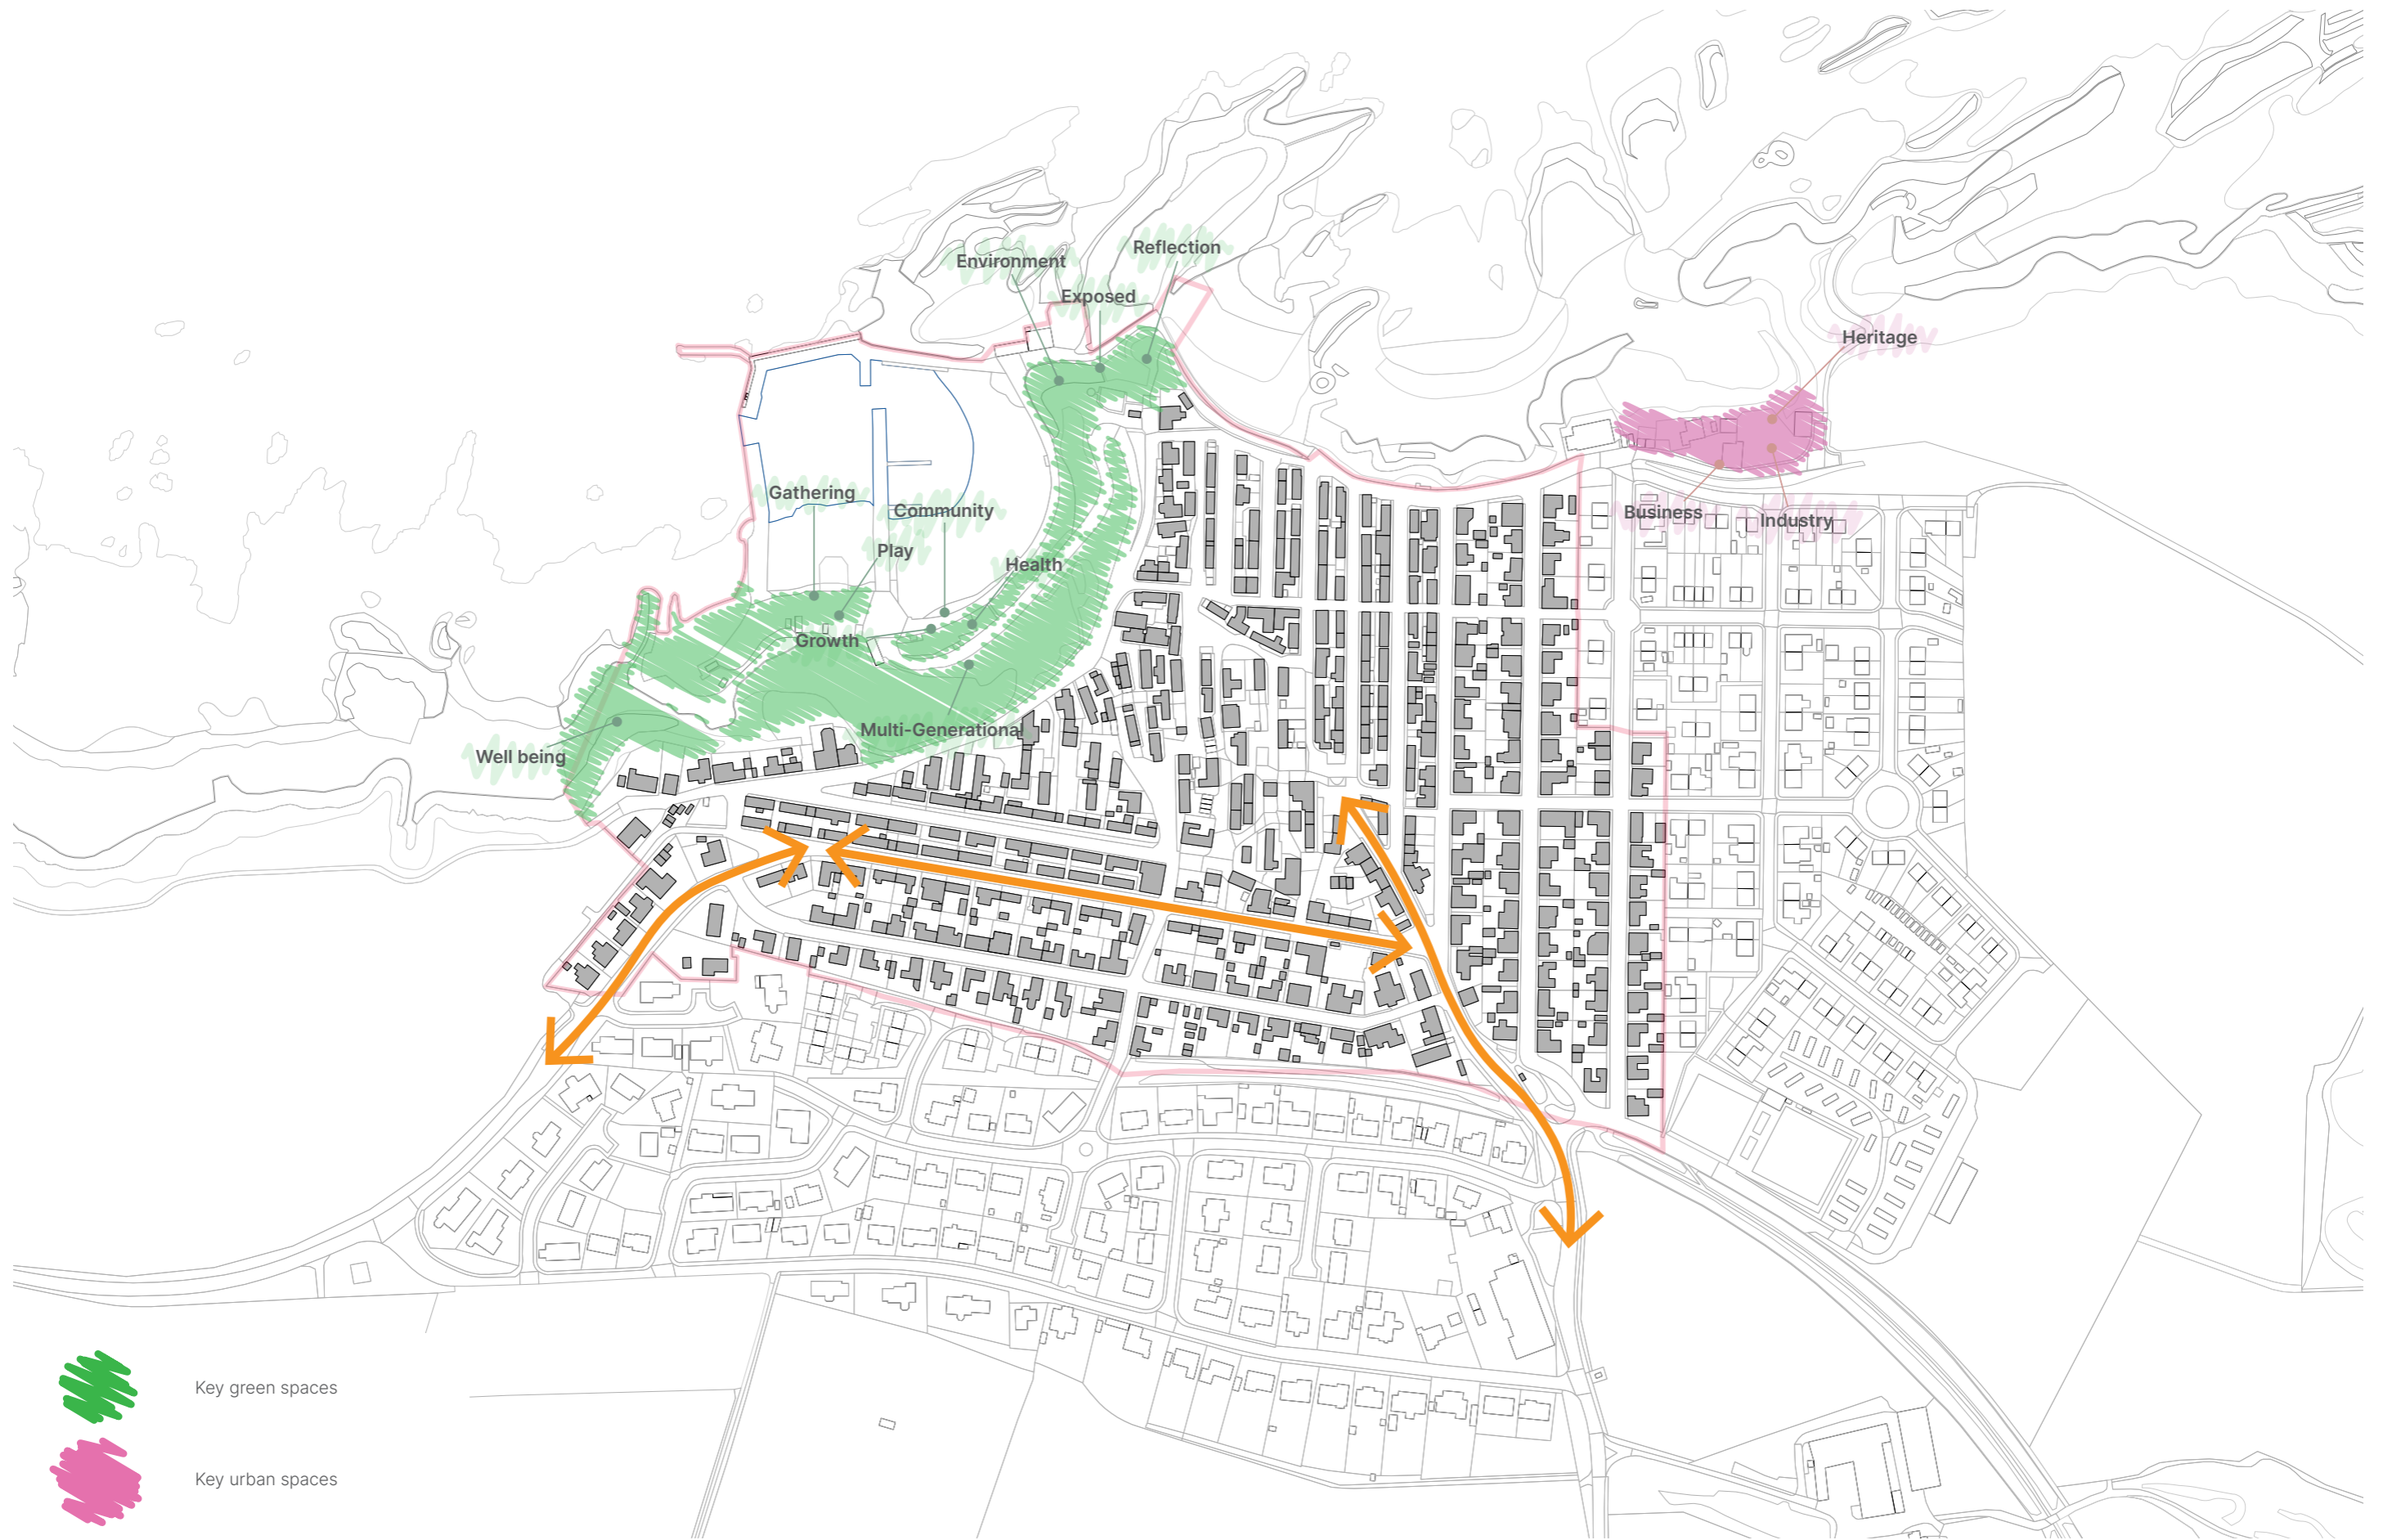 Reflection
Environment
Exposed
Heritage
Gathering
Community
Business
Industry
Play
Health
Growth
Multi-Generational
Well being
Key green spaces
Key urban spaces